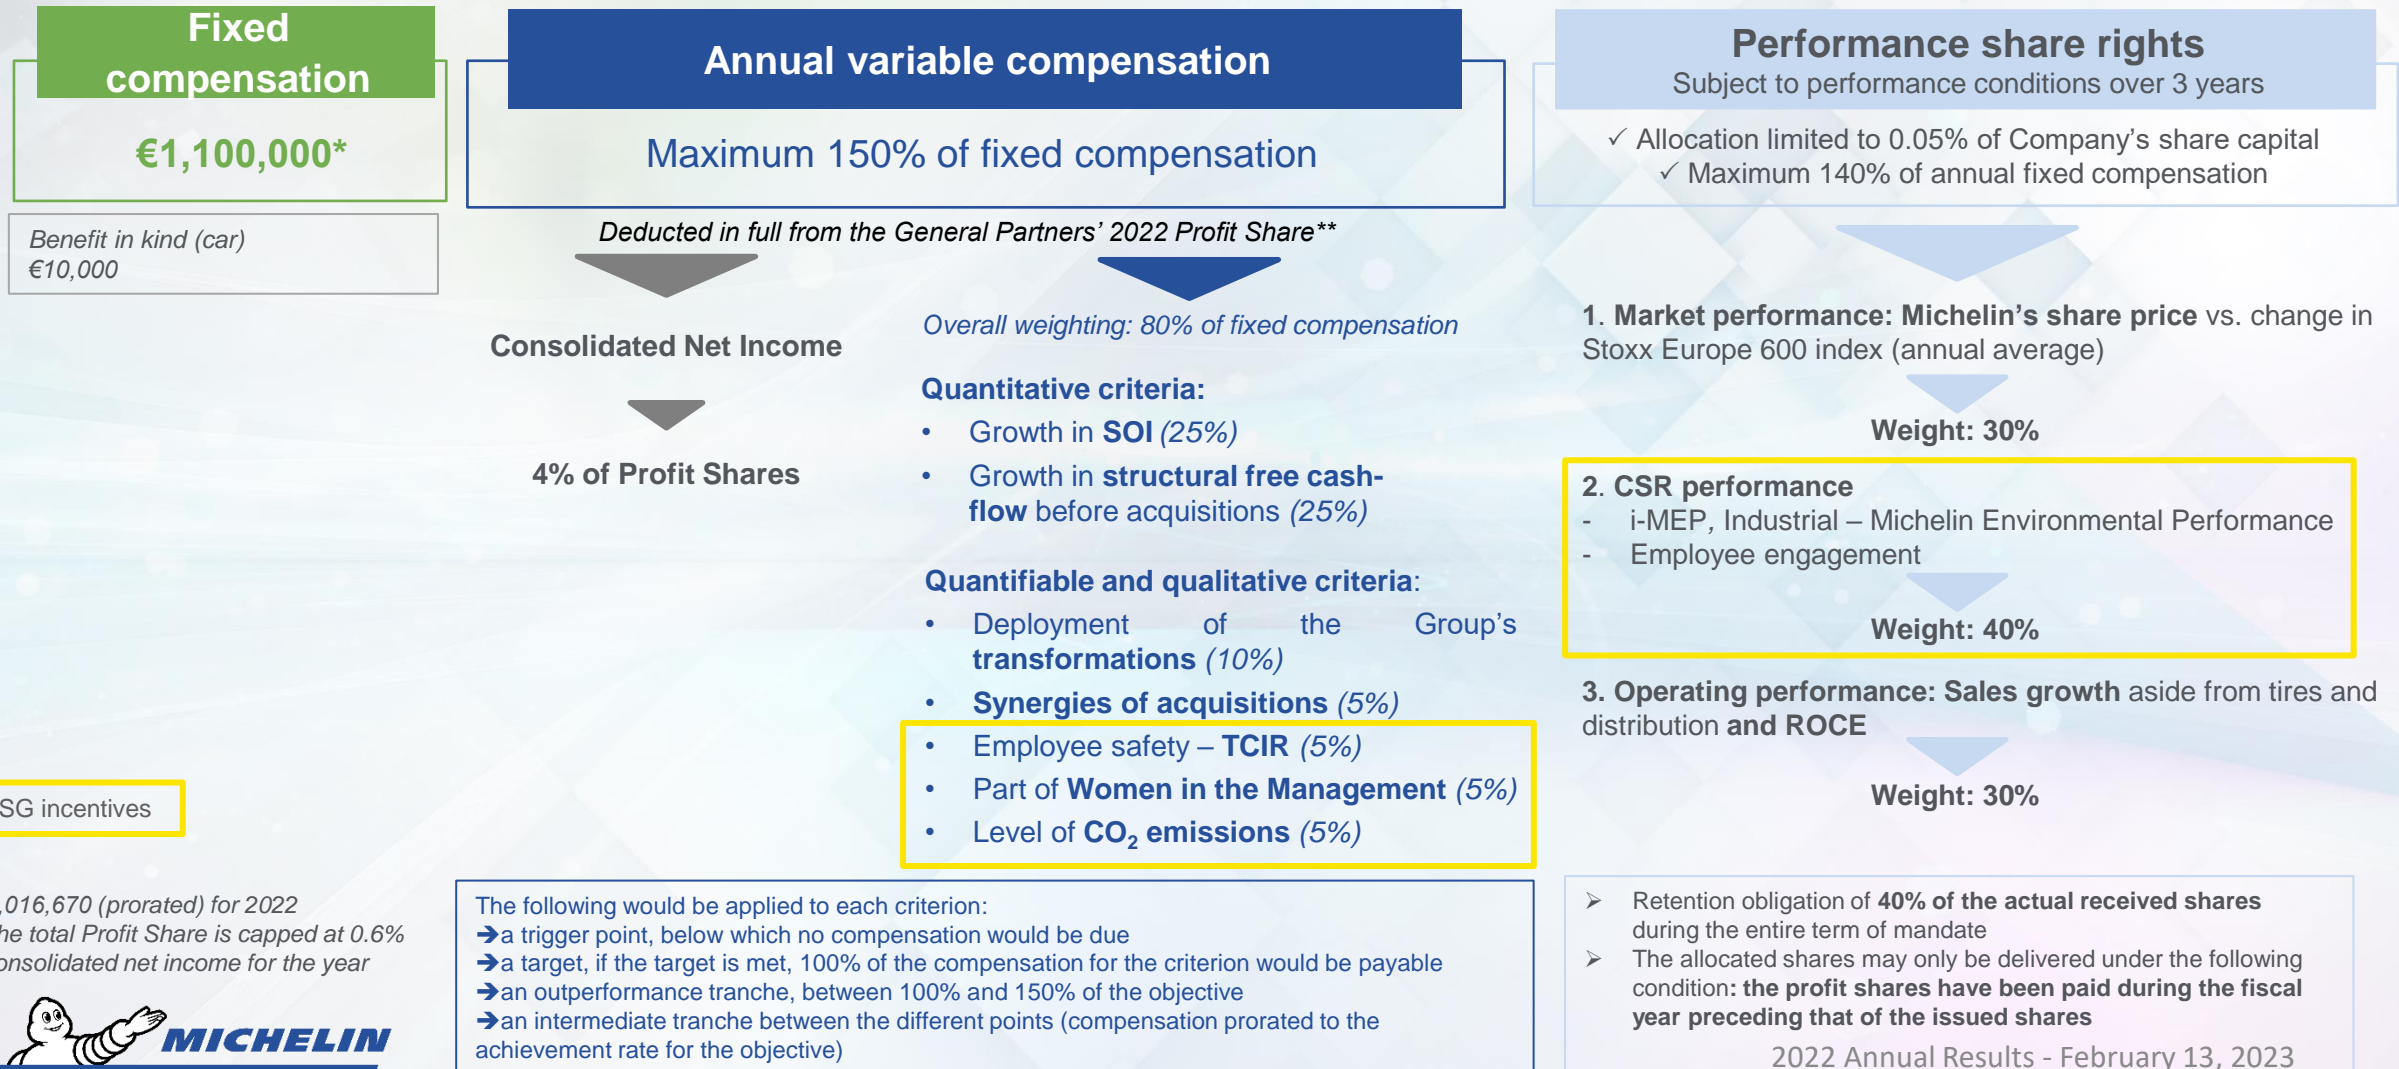 Fixed
compensation
€1,100,000*
Benefit in kind (car)
€10,000
Annual variable compensation
Maximum 150% of fixed compensation
Deducted in full from the General Partners' 2022 Profit Share**
Consolidated Net Income
4% of Profit Shares
Overall weighting: 80% of fixed compensation
Quantitative criteria:
• Growth in SOI (25%)
• Growth in structural free cash-
flow before acquisitions (25%)
Quantifiable and qualitative criteria:
• Deployment of the Group's
transformations (10%)
• Synergies of acquisitions (5%)
• Employee safety – TCIR (5%)
• Part of Women in the Management (5%)
• Level of CO₂ emissions (5%)
Performance share rights
Subject to performance conditions over 3 years
✓ Allocation limited to 0.05% of Company's share capital
✓ Maximum 140% of annual fixed compensation
1. Market performance: Michelin's share price vs. change in
Stoxx Europe 600 index (annual average)
Weight: 30%
2. CSR performance
- i-MEP, Industrial – Michelin Environmental Performance
- Employee engagement
Weight: 40%
3. Operating performance: Sales growth aside from tires and
distribution and ROCE
Weight: 30%
SG incentives
,016,670 (prorated) for 2022
he total Profit Share is capped at 0.6%
onsolidated net income for the year
MICHELIN
The following would be applied to each criterion:
➔a trigger point, below which no compensation would be due
➔a target, if the target is met, 100% of the compensation for the criterion would be payable
➔an outperformance tranche, between 100% and 150% of the objective
➔an intermediate tranche between the different points (compensation prorated to the
achievement rate for the objective)
➢ Retention obligation of 40% of the actual received shares
during the entire term of mandate
➢ The allocated shares may only be delivered under the following
condition: the profit shares have been paid during the fiscal
year preceding that of the issued shares
2022 Annual Results - February 13, 2023